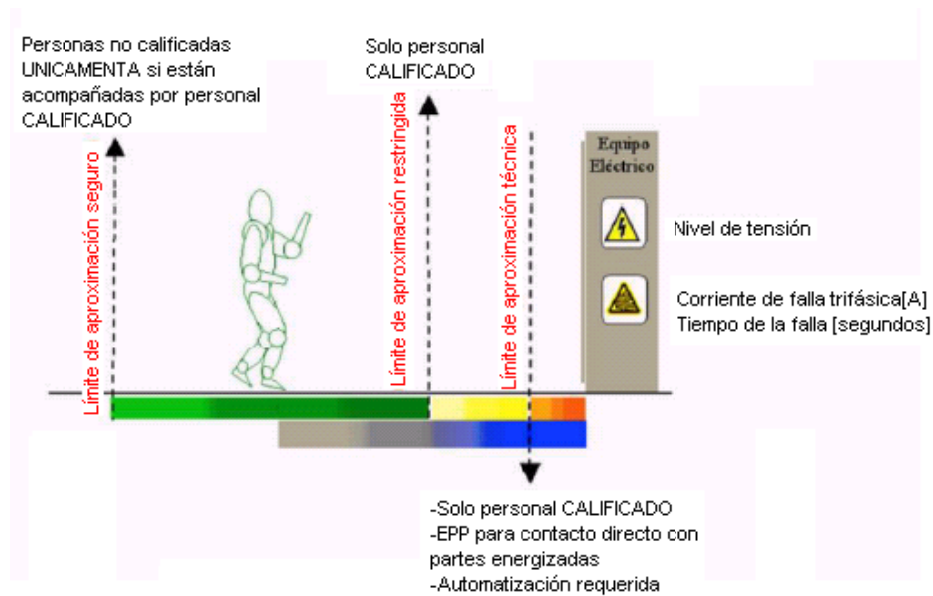 Personas no calificadas
UNICAMENTA si están
acompañadas por personal
CALIFICADO
Solo personal
CALIFICADO
Límite de aproximación seguro
Límite de aproximación restringida
Límite de aproximación técnica
Equipo
Eléctrico
Nivel de tensión
Corriente de falla trifásica[A]
Tiempo de la falla [segundos]
-Solo personal CALIFICADO
-EPP para contacto directo con
partes energizadas
-Automatización requerida